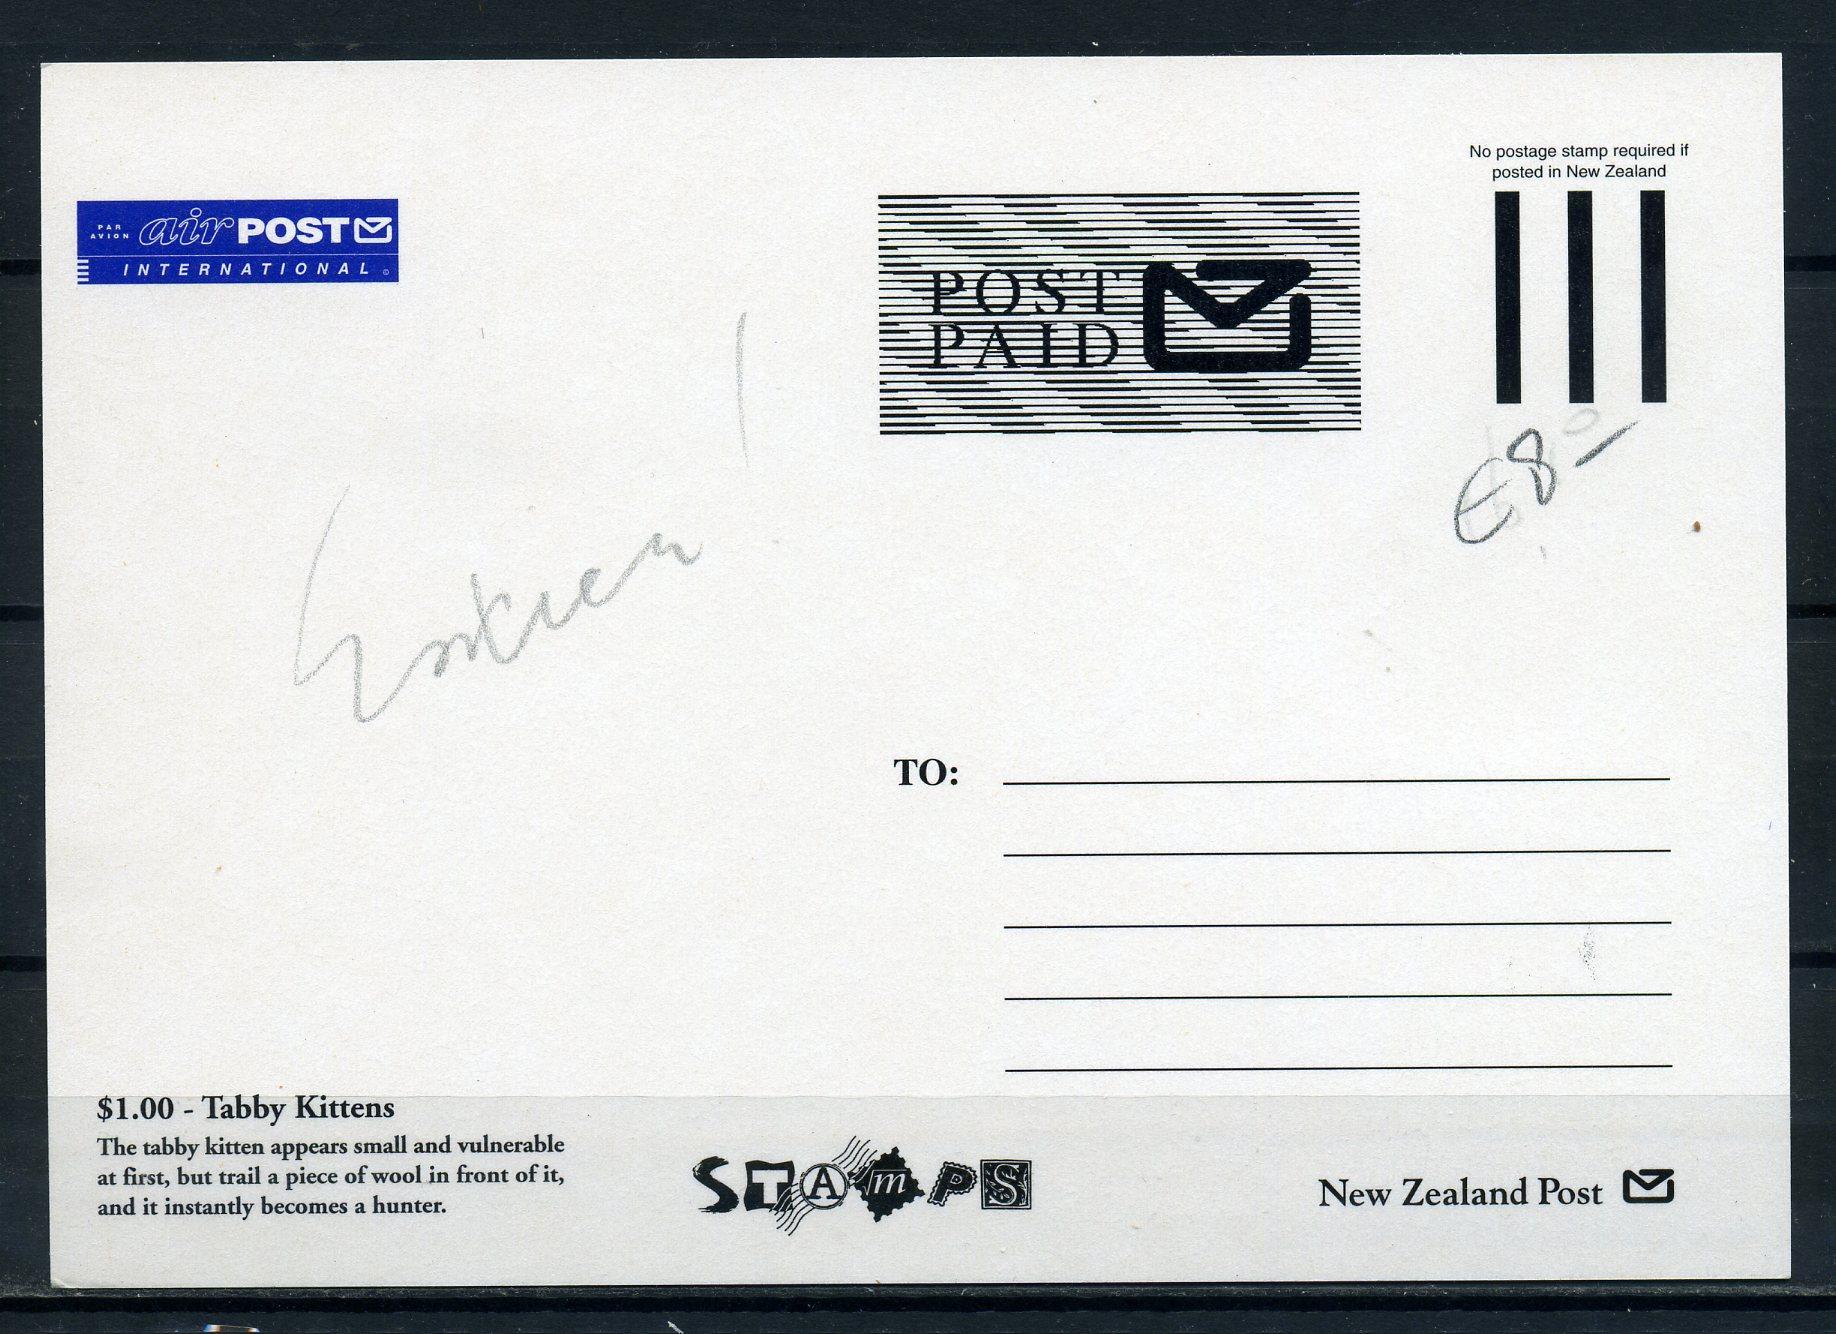 No postage stamp required if
posted in New Zealand
PAR AVION air POST
INTERNATIONAL
POST
PAID
€8-
TO:
$1.00 - Tabby Kittens
The tabby kitten appears small and vulnerable
at first, but trail a piece of wool in front of it,
and it instantly becomes a hunter.
STAmPS
New Zealand Post